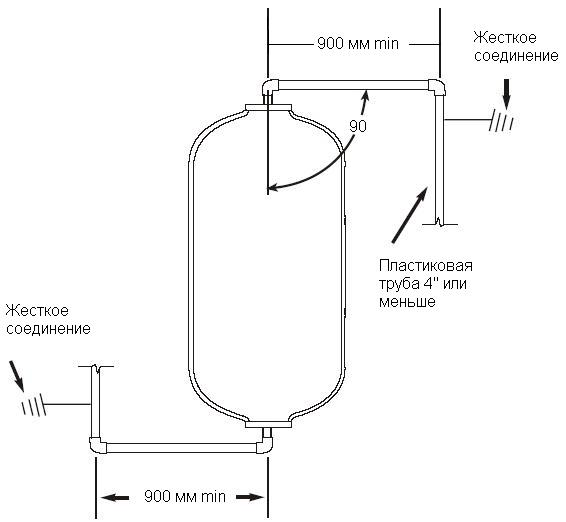 900 мм min
Жесткое
соединение
90
Пластиковая
труба 4" или
меньше
Жесткое
соединение
900 мм min